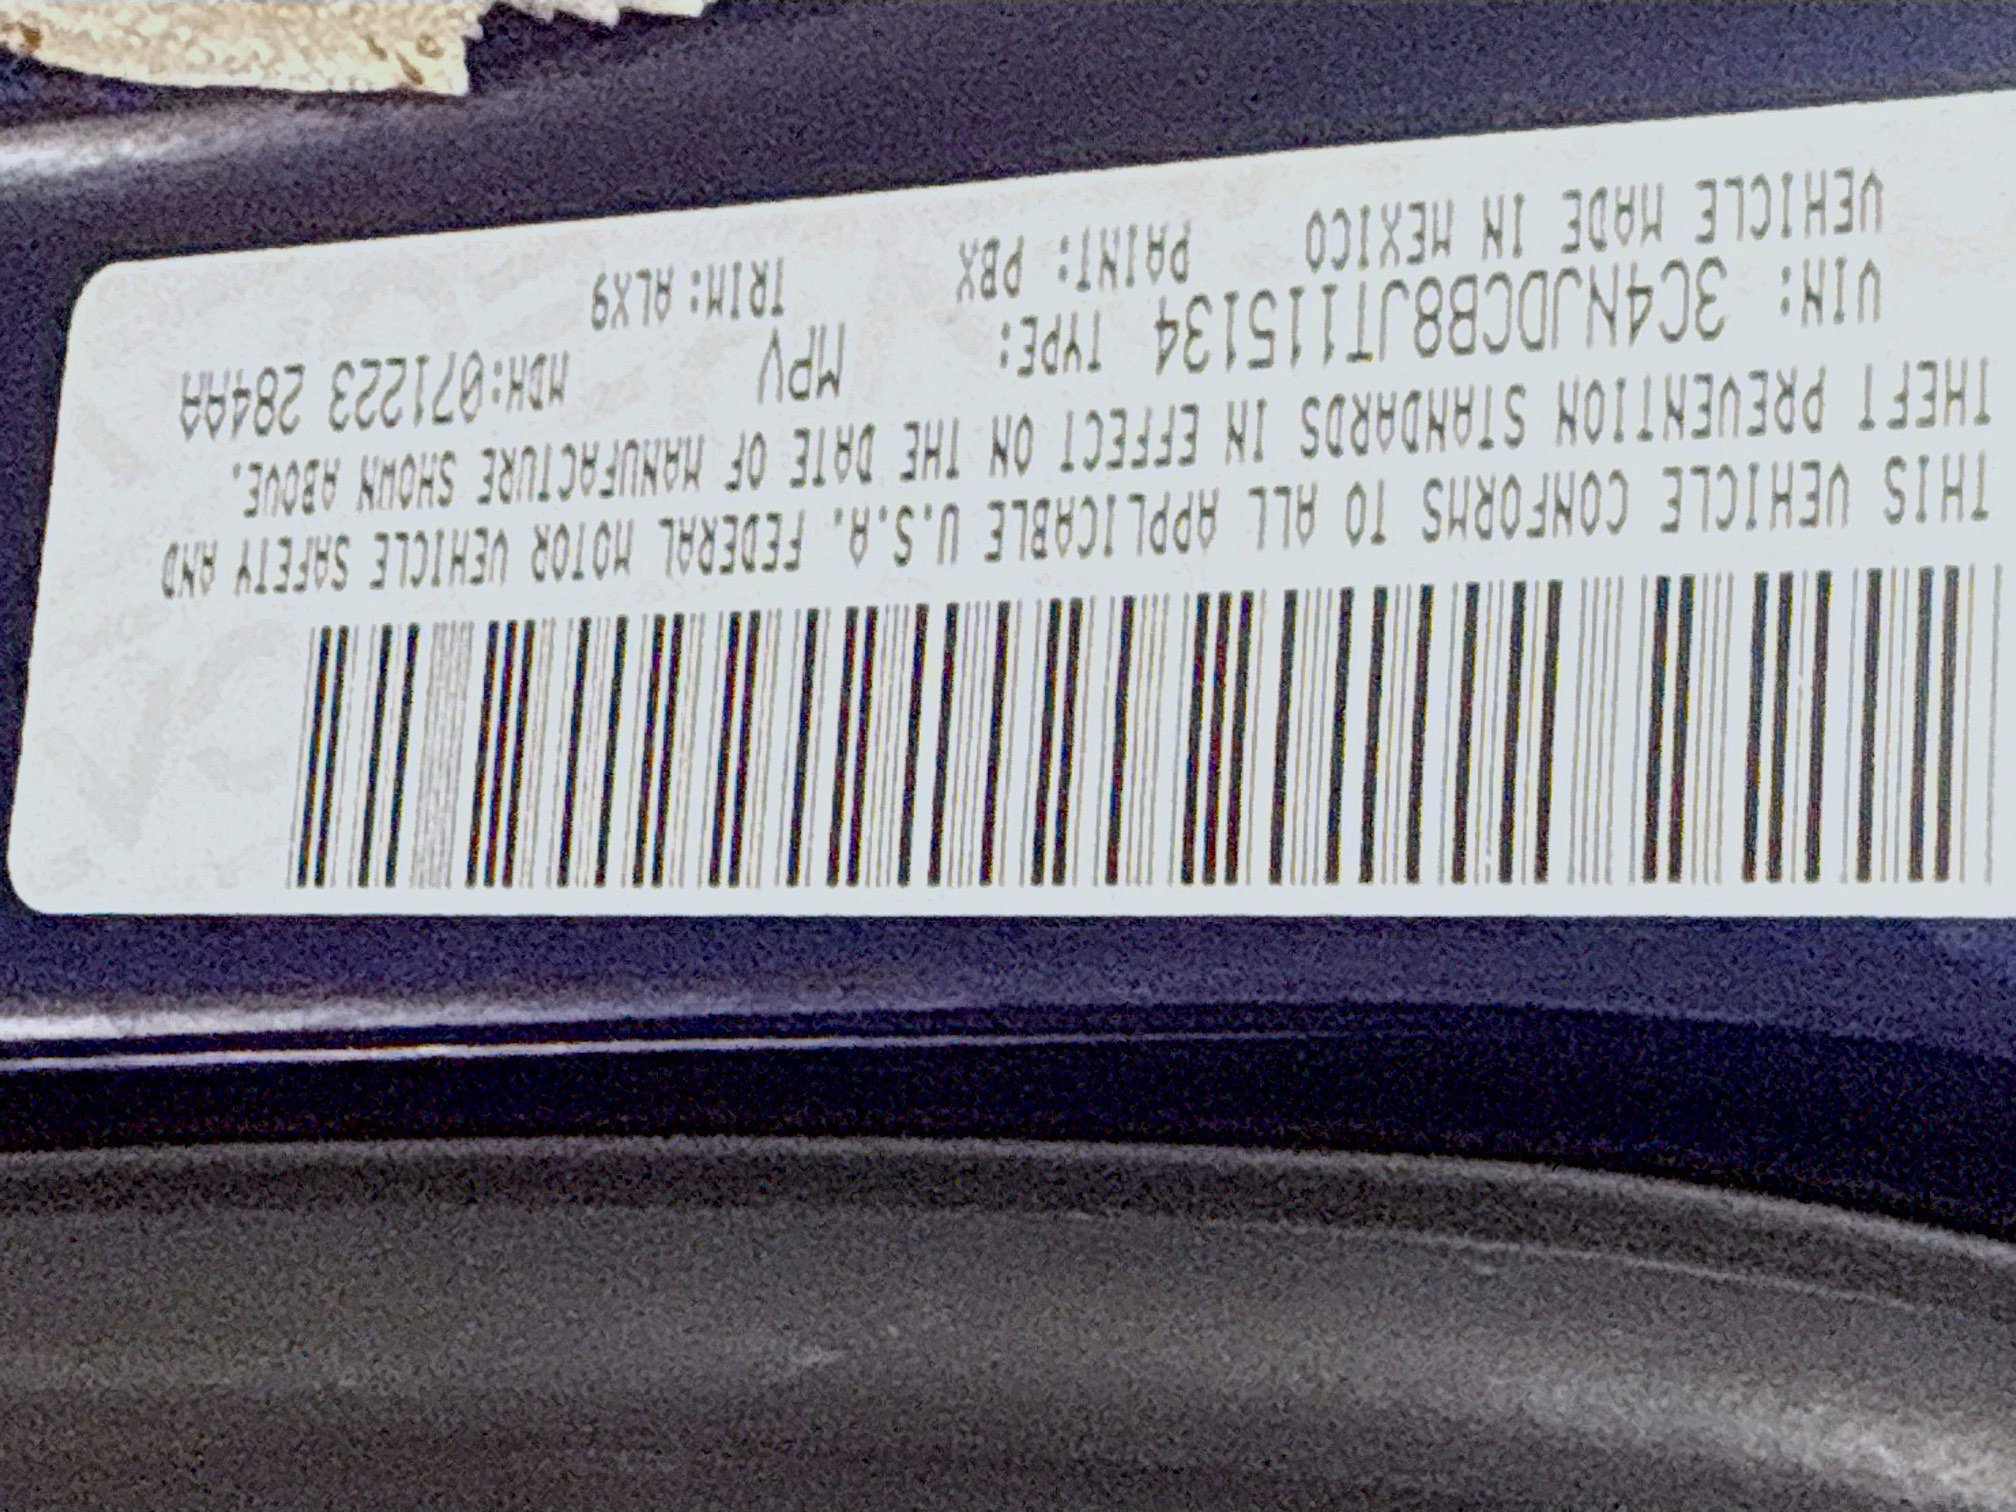 THIS VEHICLE CONFORMS TO ALL APPLICABLE U.S.A. FEDERAL MOTOR VEHICLE SAFETY AND
THEFT PREVENTION STANDARDS IN EFFECT ON THE DATE OF MANUFACTURE SHOWN ABOVE.
VIN: 3C4NJDCB8JT115134 TYPE: MPV MDH:071223 284AA
VEHICLE MADE IN MEXICO PAINT: PBX TRIM: ALX9